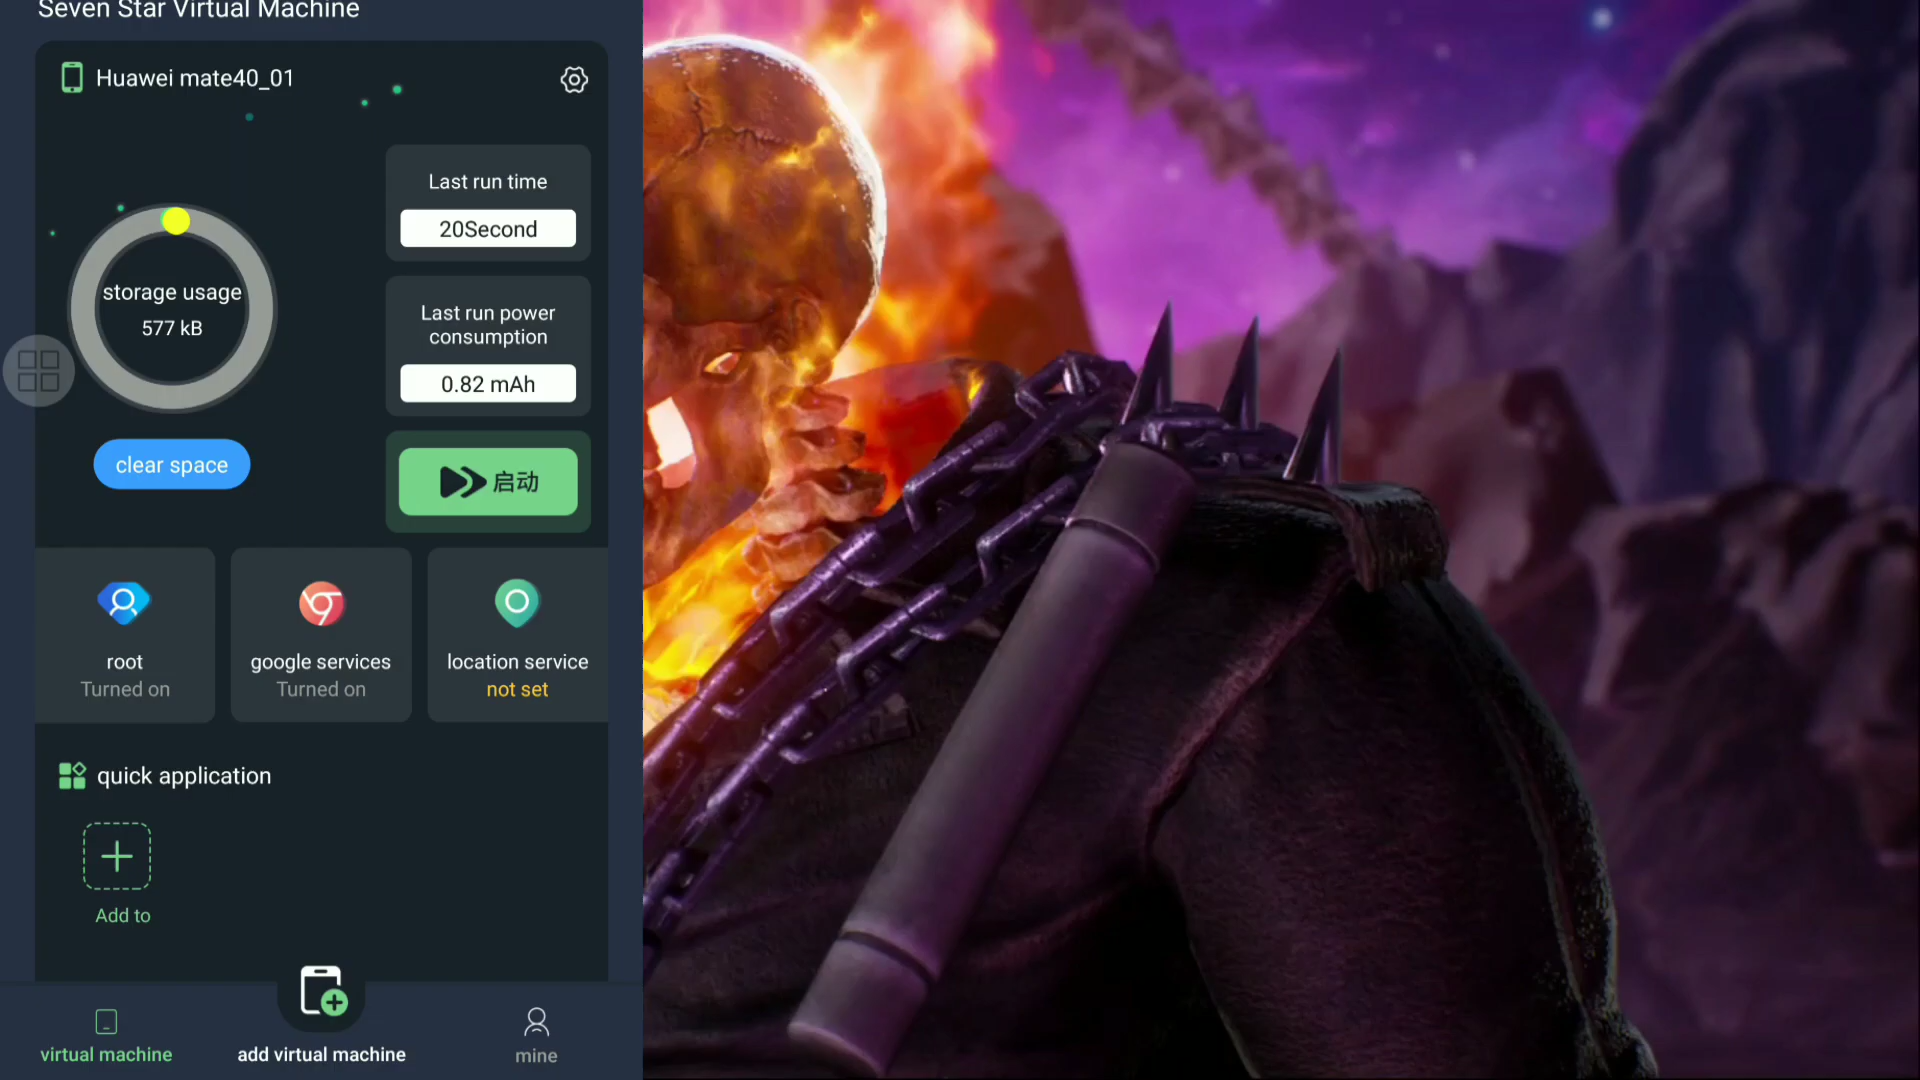 Seven Star Virtual Machine
Huawei mate40_01
Last run time
20Second
storage usage
577 kB
Last run power
consumption
0.82 mAh
clear space
启动
root
Turned on
google services
Turned on
location service
not set
quick application
Add to
virtual machine
add virtual machine
mine